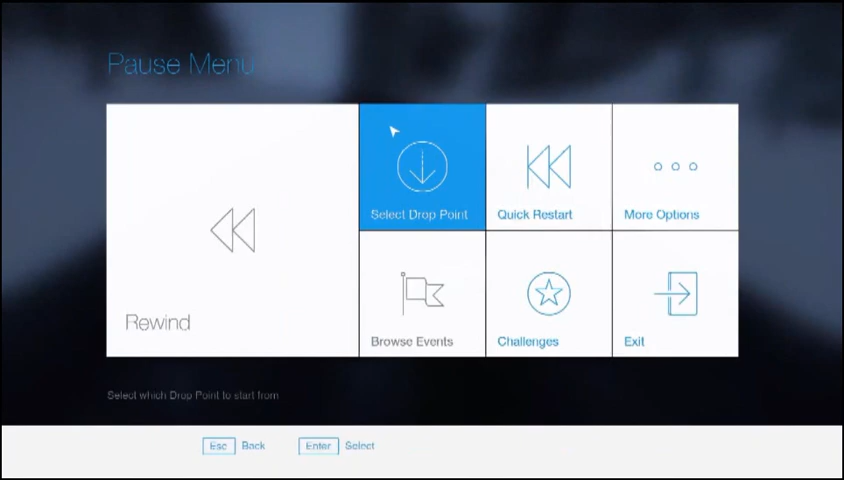 Pause Menu
Rewind
Select Drop Point
Quick Restart
More Options
Browse Events
Challenges
Exit
Select which Drop Point to start from
Esc Back Enter Select